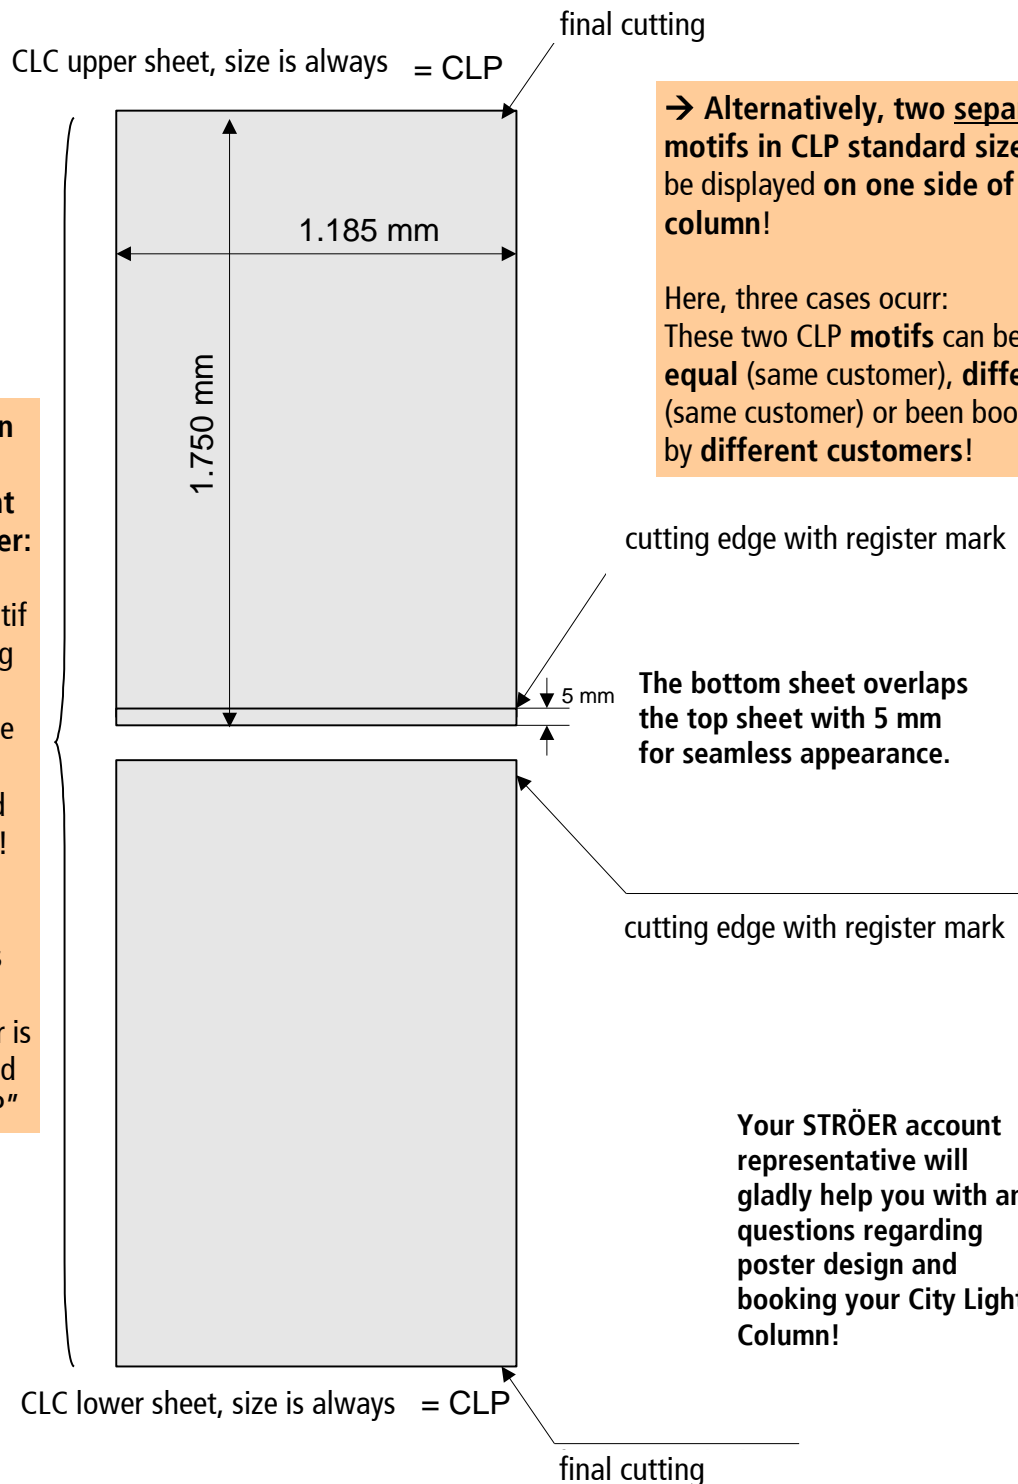 final cutting
CLC upper sheet, size is always = CLP
→ Alternatively, two
motifs in CLP standard size
be displayed on one side of
column!
Here, three cases ocurr:
These two CLP motifs can be
equal (same customer),
(same customer) or been
by different customers!
1.185 mm
1.750 mm
cutting edge with register mark
5 mm
The bottom sheet overlaps
the top sheet with 5 mm
for seamless appearance.
cutting edge with register mark
is
Your STRÖER account
representative will
gladly help you with
questions regarding
poster design and
booking your City Light
Column!
CLC lower sheet, size is always = CLP
final cutting